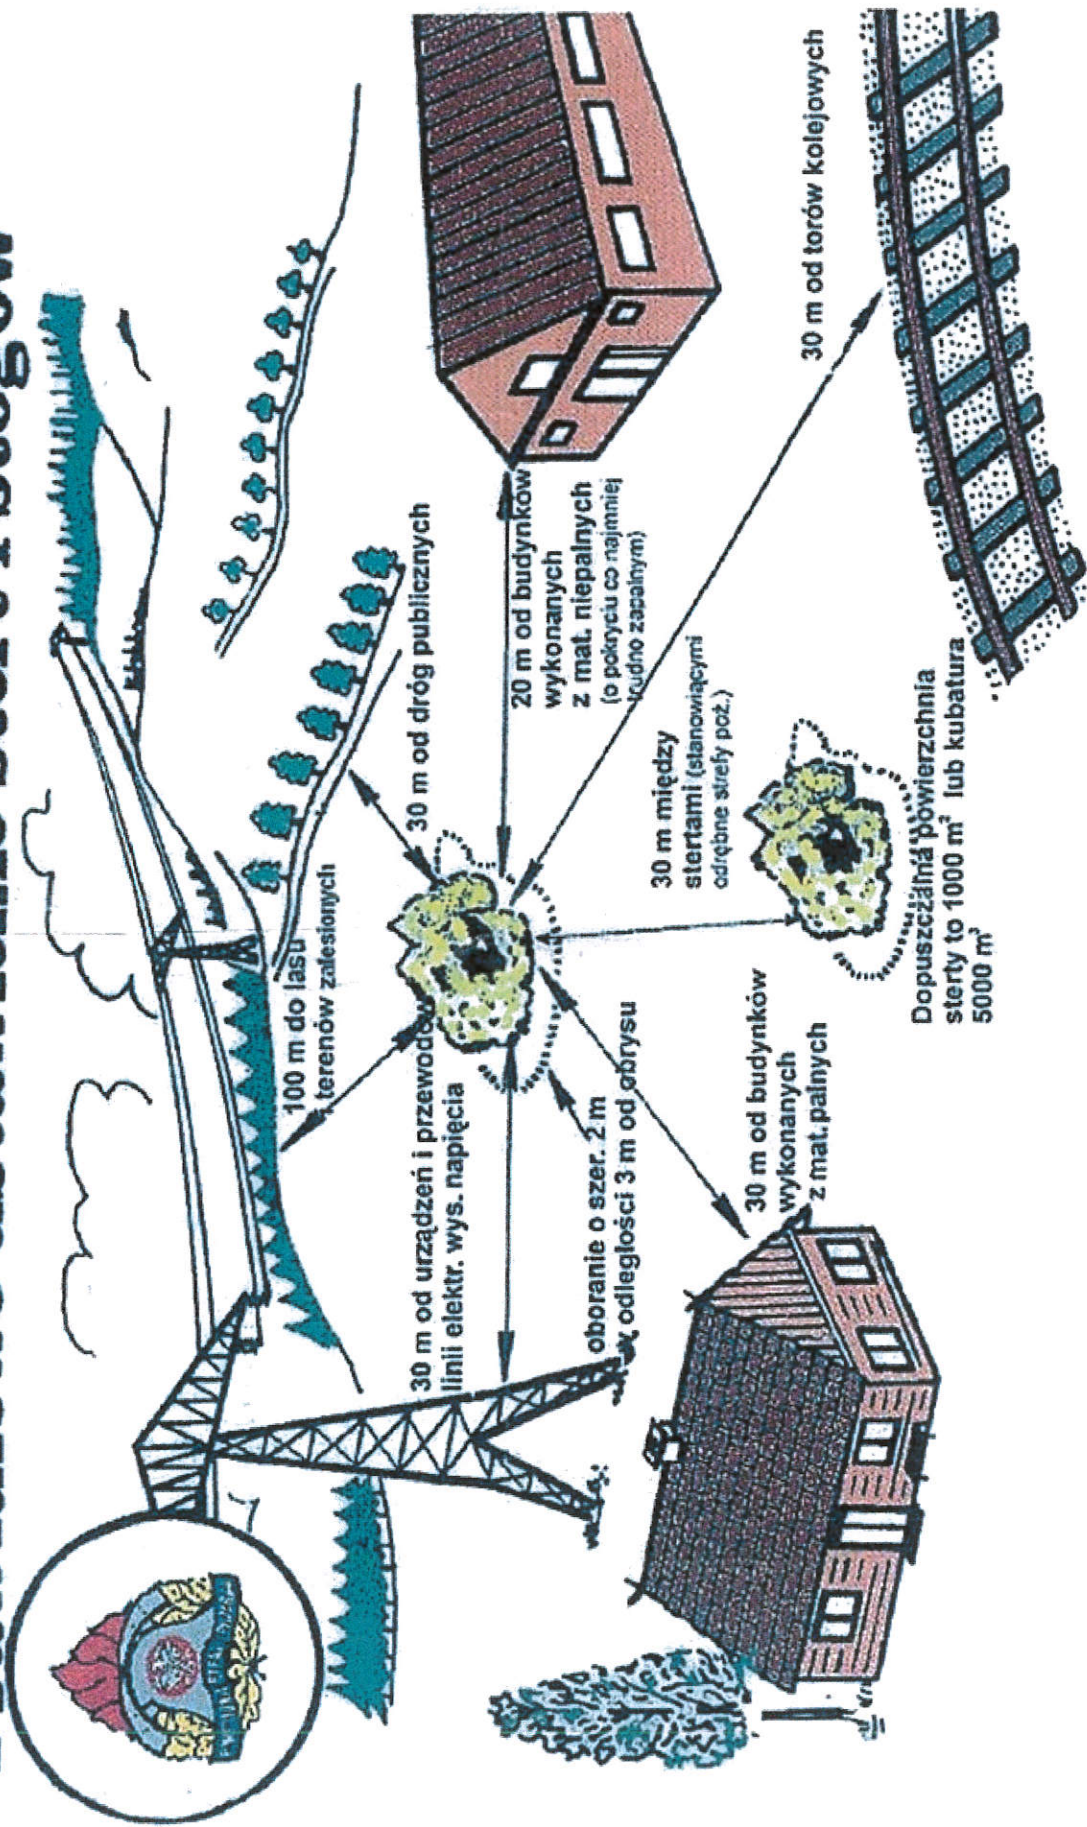 100 m do lasu
i terenów zalesionych
30 m od dróg publicznych
30 m od urządzeń i przewodów
linii elektr. wys. napięcia
20 m od budynków
wykonanych
z mat. niepalnych
(o pokryciu co najmniej
trudno zapalnym)
30 m od torów kolejowych
oboranie o szer. 2 m
w odległości 3 m od obrysu
30 m między
stertami (stanowiącymi
odrębne strefy poż.)
30 m od budynków
wykonanych
z mat. palnych
Dopuszczalna powierzchnia
sterty to 1000 m² lub kubatura
5000 m³